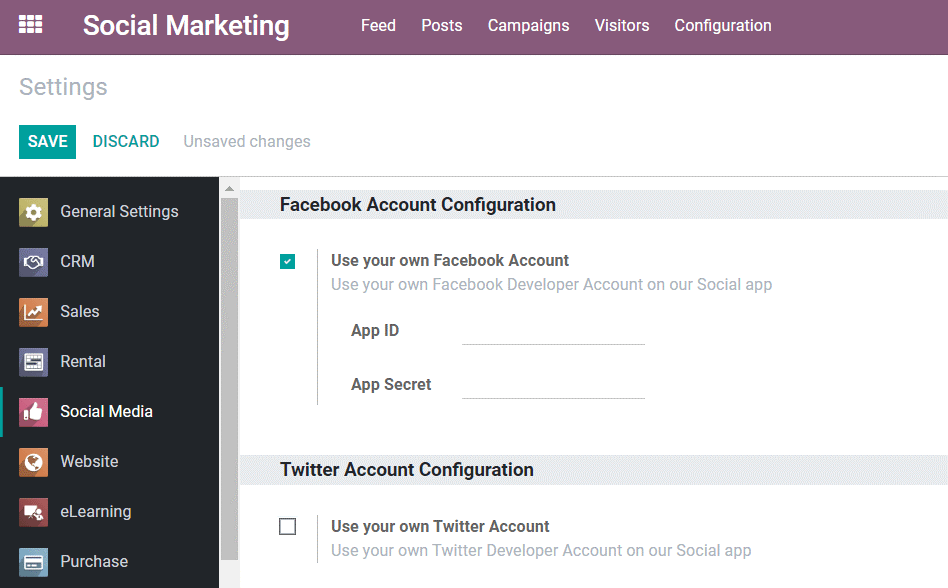 Social Marketing Feed Posts Campaigns Visitors Configuration
Settings
SAVE DISCARD Unsaved changes
General Settings
CRM
Sales
Rental
Social Media
Website
eLearning
Purchase
Facebook Account Configuration
Use your own Facebook Account
Use your own Facebook Developer Account on our Social app
App ID
App Secret
Twitter Account Configuration
Use your own Twitter Account
Use your own Twitter Developer Account on our Social app